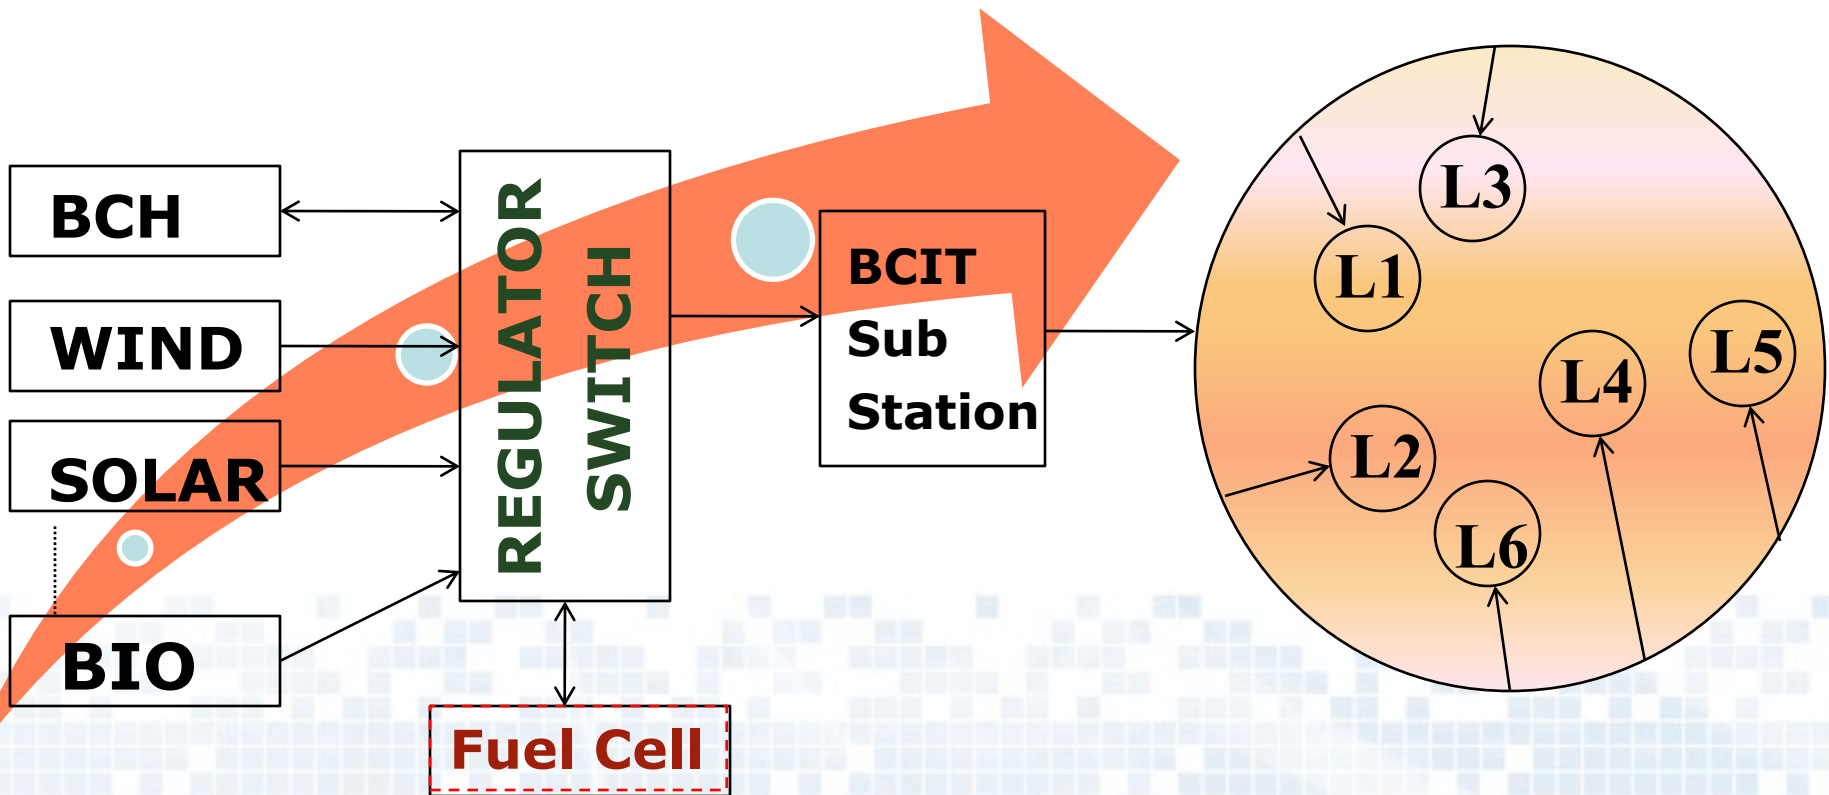 BCH
WIND
SOLAR
BIO
REGULATOR
SWITCH
Fuel Cell
BCIT
Sub
Station
L3
L1
L5
L4
L2
L6